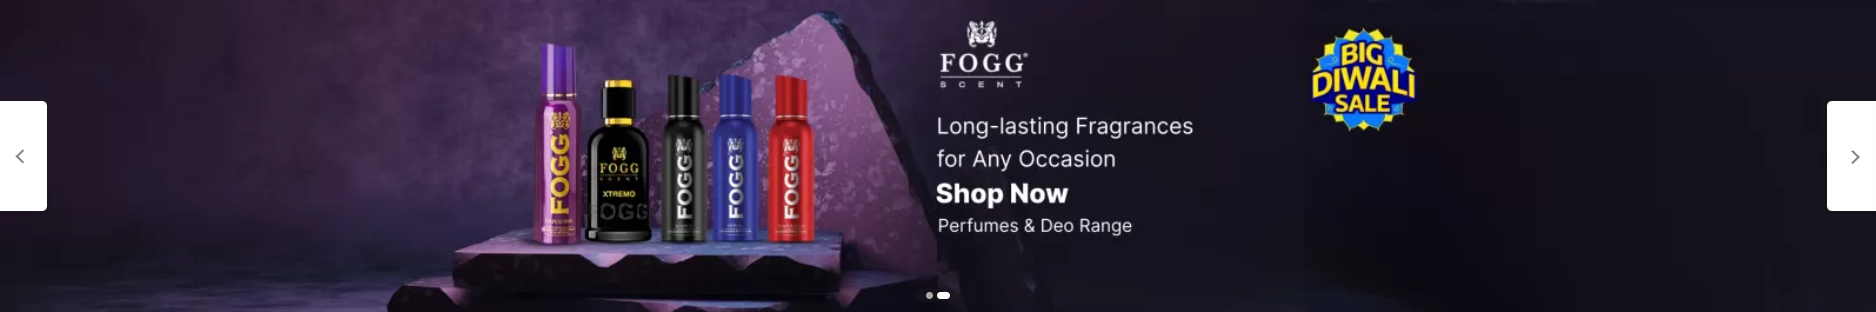 FOGG
FOGG
SCENT
XTREMO
FOGG
FOGG
FOGG
FOGG
FOGG
SCENT
Long-lasting Fragrances
for Any Occasion
Shop Now
Perfumes & Deo Range
BIG
DIWALI
SALE